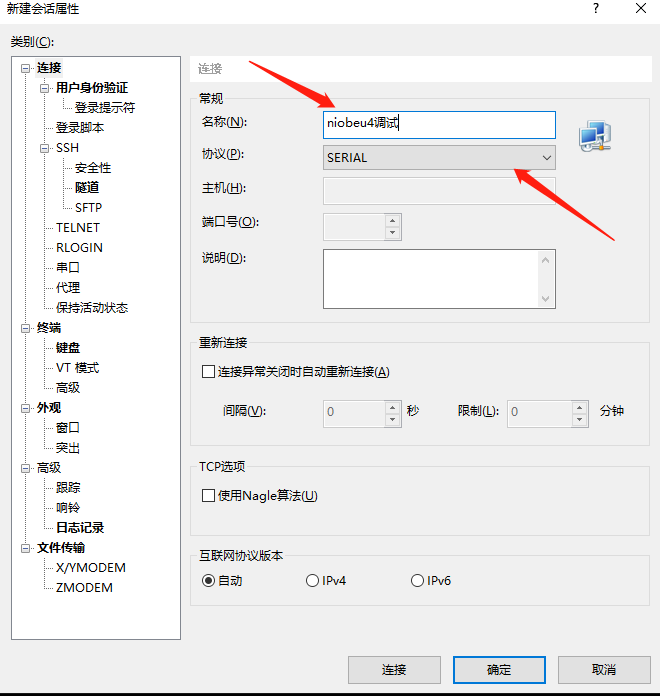 新建会话属性
?
类别(C):
连接
用户身份验证
登录提示符
登录脚本
SSH
安全性
隧道
SFTP
TELNET
RLOGIN
串口
代理
保持活动状态
终端
键盘
VT 模式
高级
外观
窗口
突出
高级
跟踪
响铃
日志记录
文件传输
X/YMODEM
ZMODEM
连接
常规
名称(N): niobeu4调试
协议(P): SERIAL
主机(H):
端口号(O):
说明(D):
重新连接
连接异常关闭时自动重新连接(A)
间隔(V): 0 秒 限制(L): 0 分钟
TCP选项
使用Nagle算法(U)
互联网协议版本
自动 IPv4 IPv6
连接 确定 取消